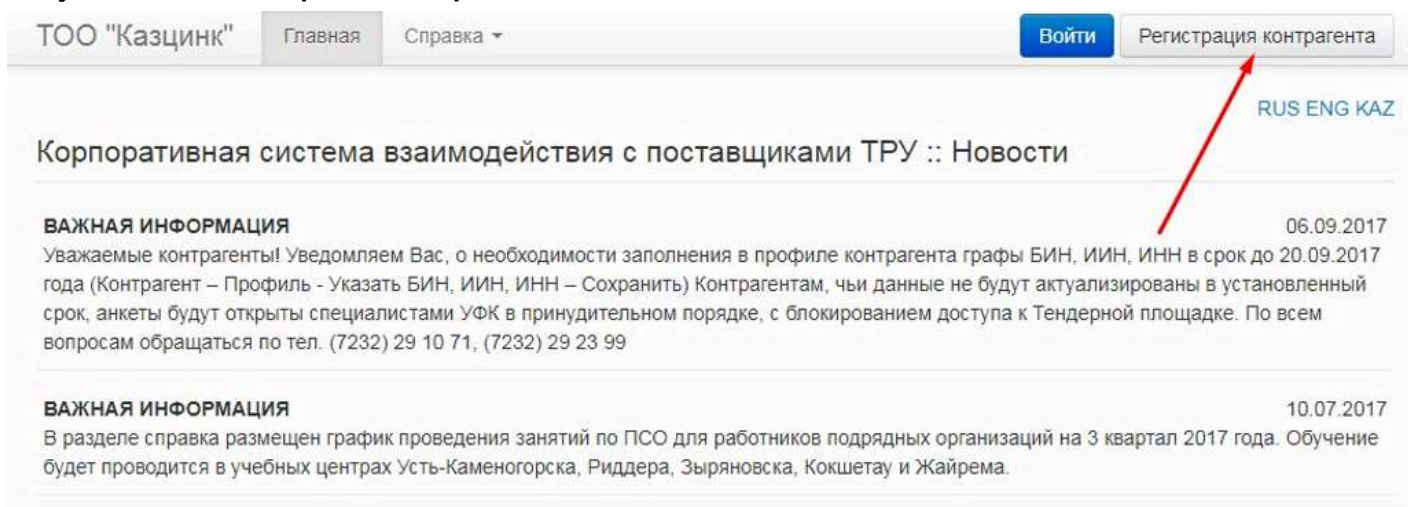 ТОО "Казцинк" Главная Справка Войти Регистрация контрагента
RUS ENG KAZ
Корпоративная система взаимодействия с поставщиками ТРУ :: Новости
ВАЖНАЯ ИНФОРМАЦИЯ 06.09.2017
Уважаемые контрагенты! Уведомляем Вас, о необходимости заполнения в профиле контрагента графы БИН, ИИН, ИНН в срок до 20.09.2017
года (Контрагент – Профиль - Указать БИН, ИИН, ИНН – Сохранить) Контрагентам, чьи данные не будут актуализированы в установленный
срок, анкеты будут открыты специалистами УФК в принудительном порядке, с блокированием доступа к Тендерной площадке. По всем
вопросам обращаться по тел. (7232) 29 10 71, (7232) 29 23 99
ВАЖНАЯ ИНФОРМАЦИЯ 10.07.2017
В разделе справка размещен график проведения занятий по ПСО для работников подрядных организаций на 3 квартал 2017 года. Обучение
будет проводится в учебных центрах Усть-Каменогорска, Риддера, Зыряновска, Кокшетау и Жайрема.